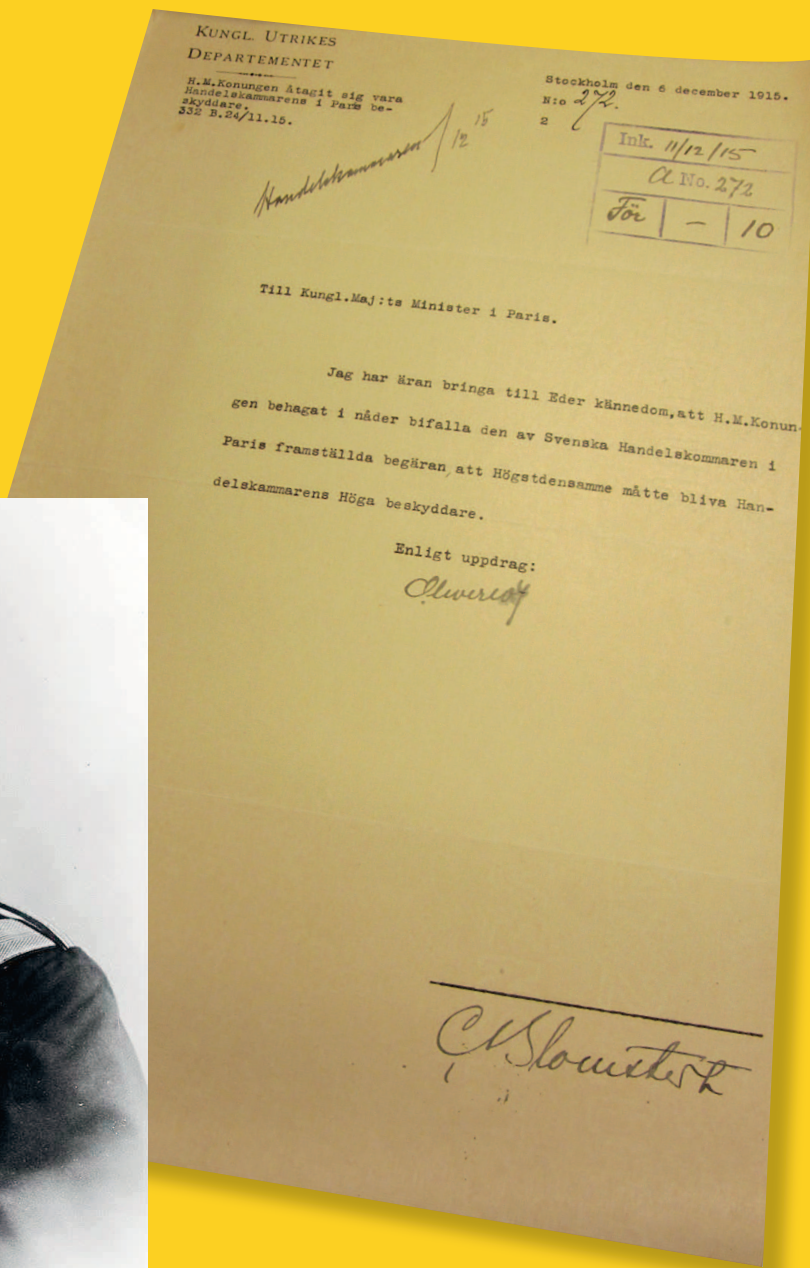 KUNGL. UTRIKES
DEPARTEMENTET
H.M.Konungen Åtagit sig vara
Handelskammarens i Paris be-
skyddare.
332 B.24/11.15.
Stockholm den 6 december 1915.
N:o 272.
2
Handelskammaren 15
12
Ink. 11/12/15
a No. 272
För - 10
Till Kungl.Maj:ts Minister i Paris.
Jag har äran bringa till Eder kännedom,att H.M.Konun-
gen behagat i nåder bifalla den av Svenska Handelskommaren i
Paris framställda begäran,att Högstdensamme måtte bliva Han-
delskammarens Höga beskyddare.
Enligt uppdrag: